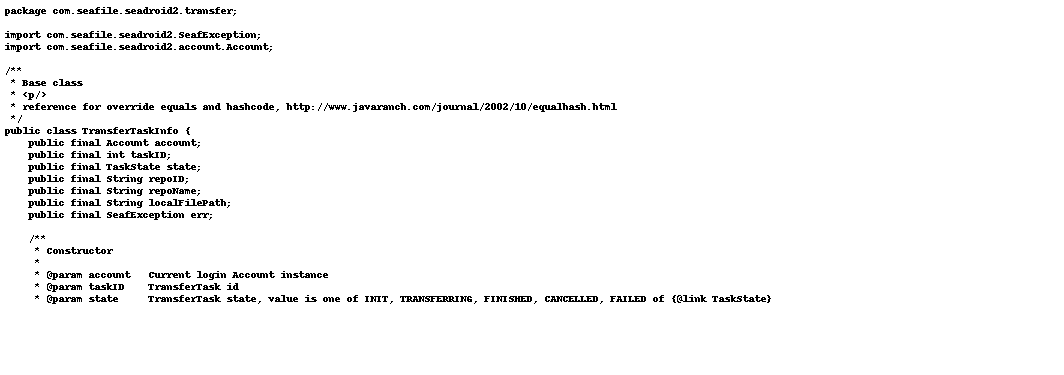 package com.seafile.seadroid2.transfer;

import com.seafile.seadroid2.SeafException;
import com.seafile.seadroid2.account.Account;

/**
 * Base class
 * <p/>
 * reference for override equals and hashcode, http://www.javaranch.com/journal/2002/10/equalhash.html
 */
public class TransferTaskInfo {
    public final Account account;
    public final int taskID;
    public final TaskState state;
    public final String repoID;
    public final String repoName;
    public final String localFilePath;
    public final SeafException err;

    /**
     * Constructor
     *
     * @param account   Current login Account instance
     * @param taskID    TransferTask id
     * @param state     TransferTask state, value is one of INIT, TRANSFERRING, FINISHED, CANCELLED, FAILED of {@link TaskState}